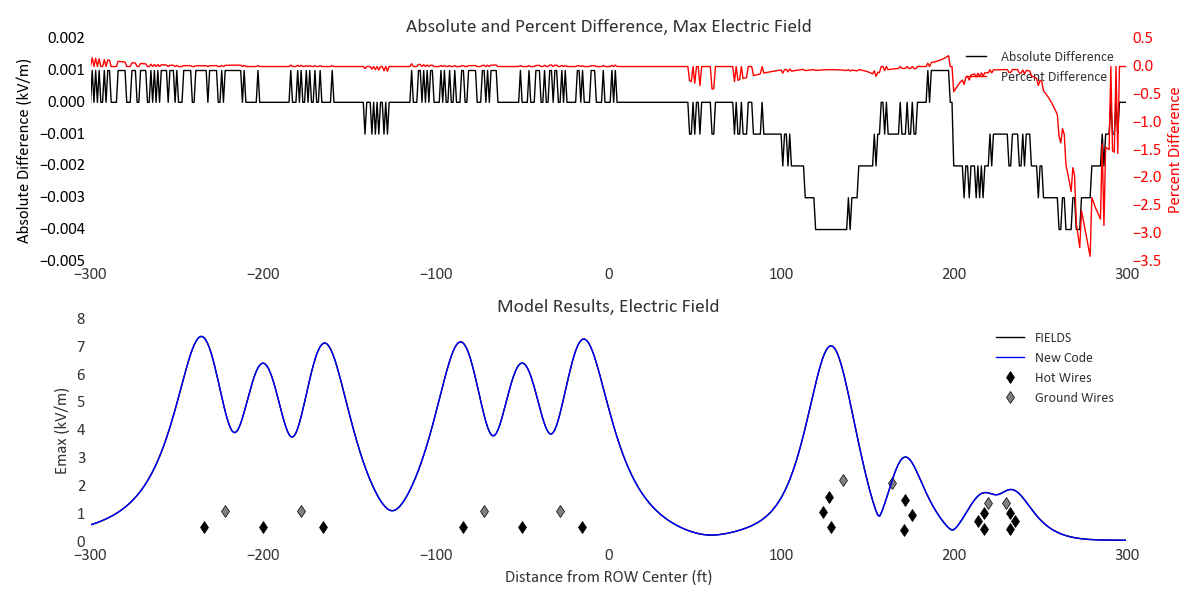 Absolute and Percent Difference, Max Electric Field
0.002
0.001
0.000
−0.001
−0.002
−0.003
−0.004
−0.005
Absolute Difference (kV/m)
0.5
0.0
−0.5
−1.0
−1.5
−2.0
−2.5
−3.0
−3.5
Percent Difference
Absolute Difference
Percent Difference
−300 −200 −100 0 100 200 300
Model Results, Electric Field
8
7
6
5
4
3
2
1
0
Emax (kV/m)
FIELDS
New Code
Hot Wires
Ground Wires
−300 −200 −100 0 100 200 300
Distance from ROW Center (ft)